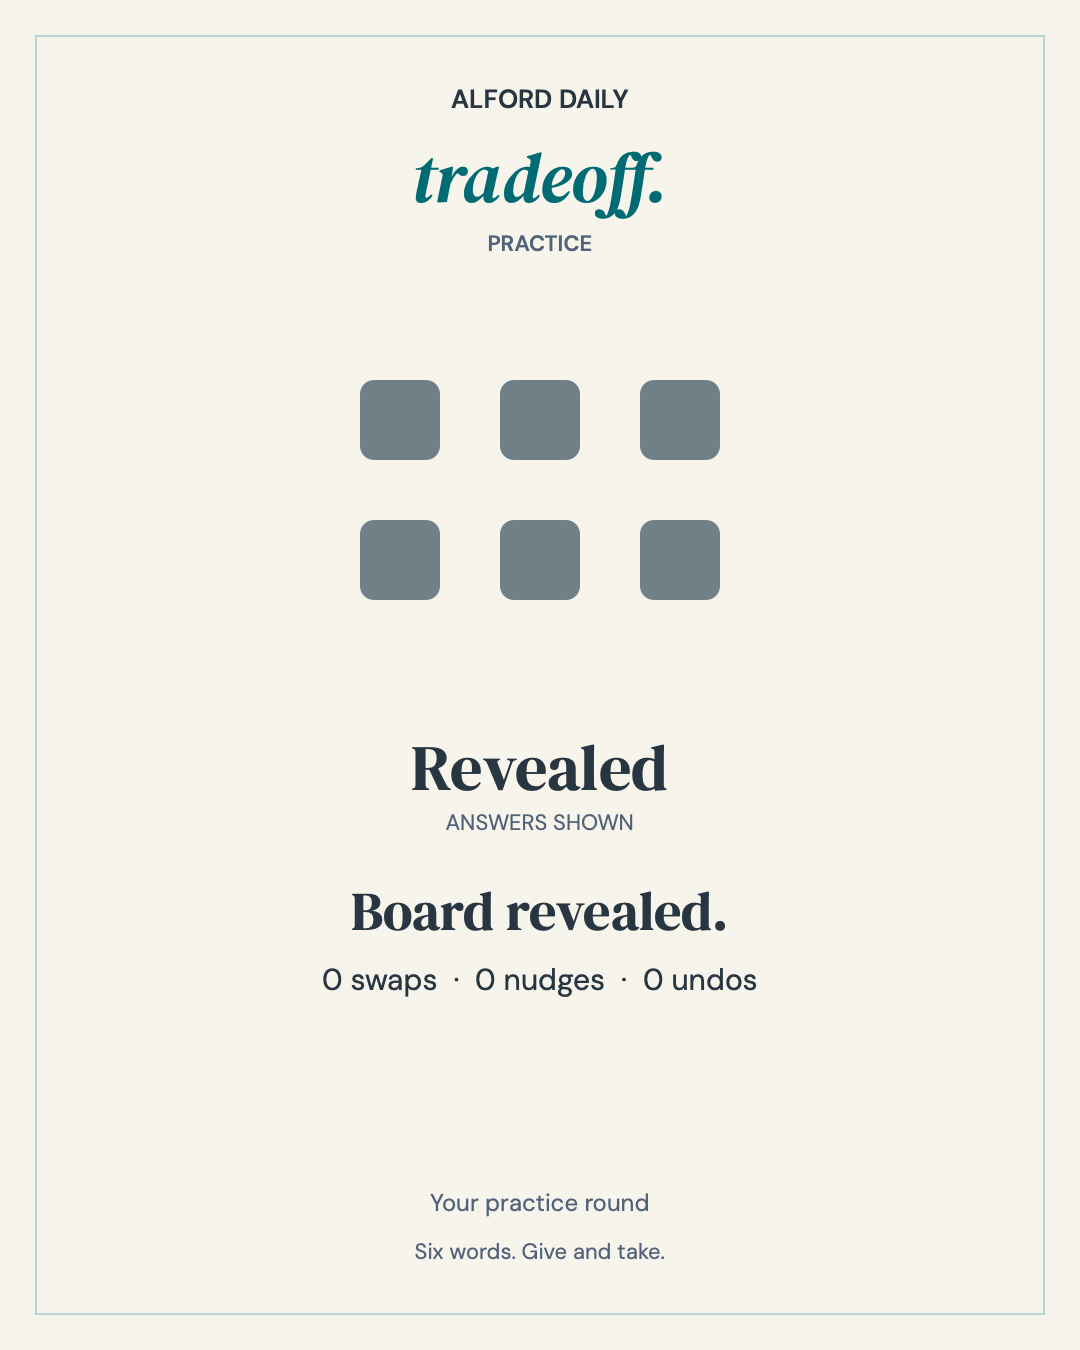 ALFORD DAILY
tradeoff.
PRACTICE
Revealed
ANSWERS SHOWN
Board revealed.
0 swaps · 0 nudges · 0 undos
Your practice round
Six words. Give and take.